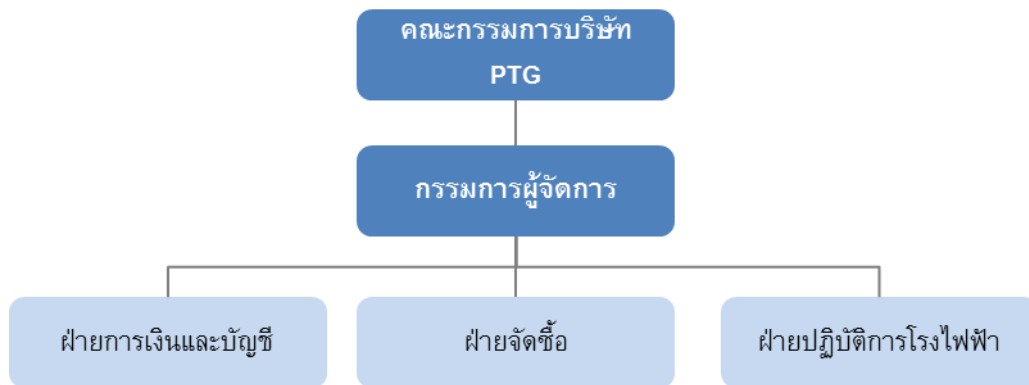 คณะกรรมการบริษัท
PTG
กรรมการผู้จัดการ
ฝ่ายการเงินและบัญชี
ฝ่ายจัดซื้อ
ฝ่ายปฏิบัติการโรงไฟฟ้า